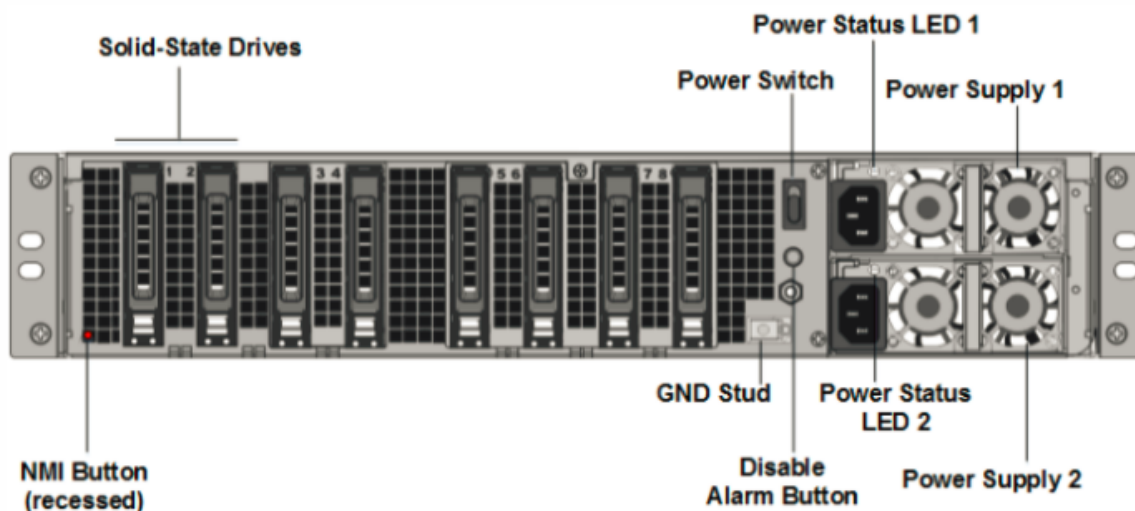 Power Status LED 1
Solid-State Drives
Power Switch
Power Supply 1
1 2
3 4
5 6
7 8
GND Stud
Power Status
LED 2
NMI Button
(recessed)
Disable
Alarm Button
Power Supply 2